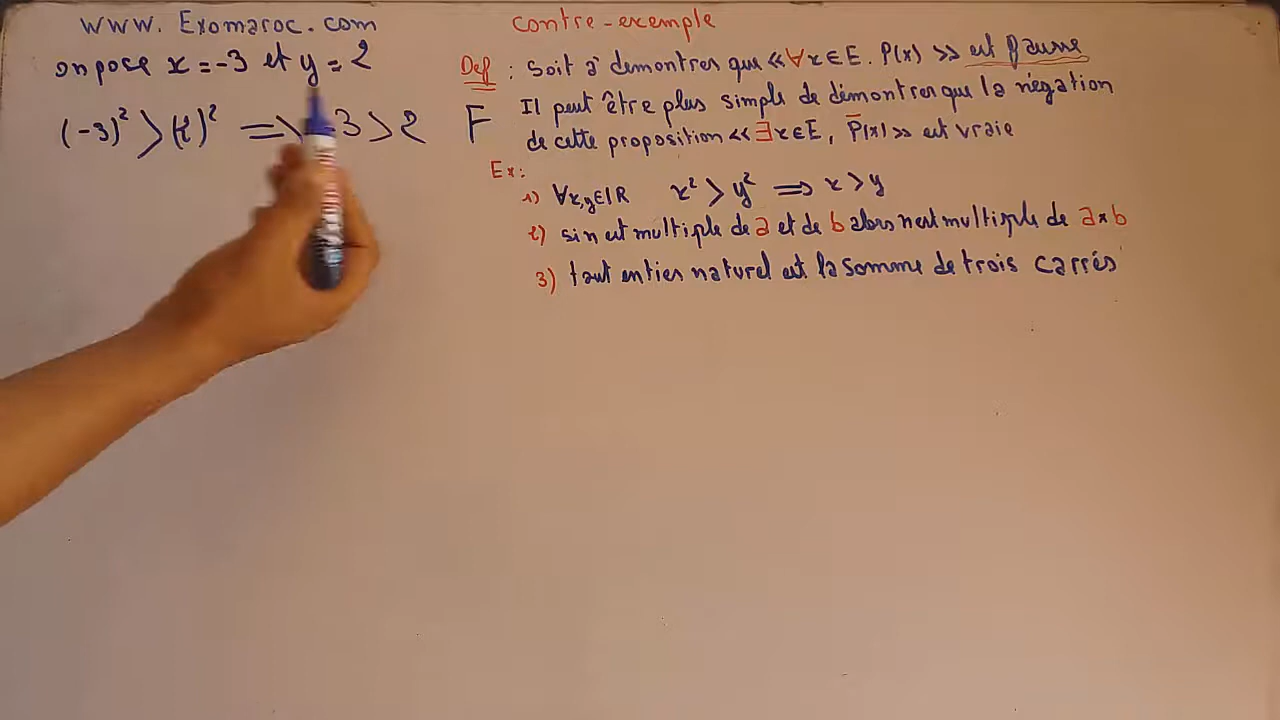 www. Exomaroc. com
on pose x = -3 et y = 2
(-3)² > (2)² => -3 > 2 F
contre-exemple
Def : Soit à demontrer que «∀x∈E. P(x)» est fausse
Il peut être plus simple de démontrer que la négation
de cette proposition «∃x∈E, P̄(x)» est vraie
Ex:
1) ∀x,y∈IR x² > y² => x > y
2) si n est multiple de a et de b alors n est multiple de a×b
3) tout entier naturel est la somme de trois carrés